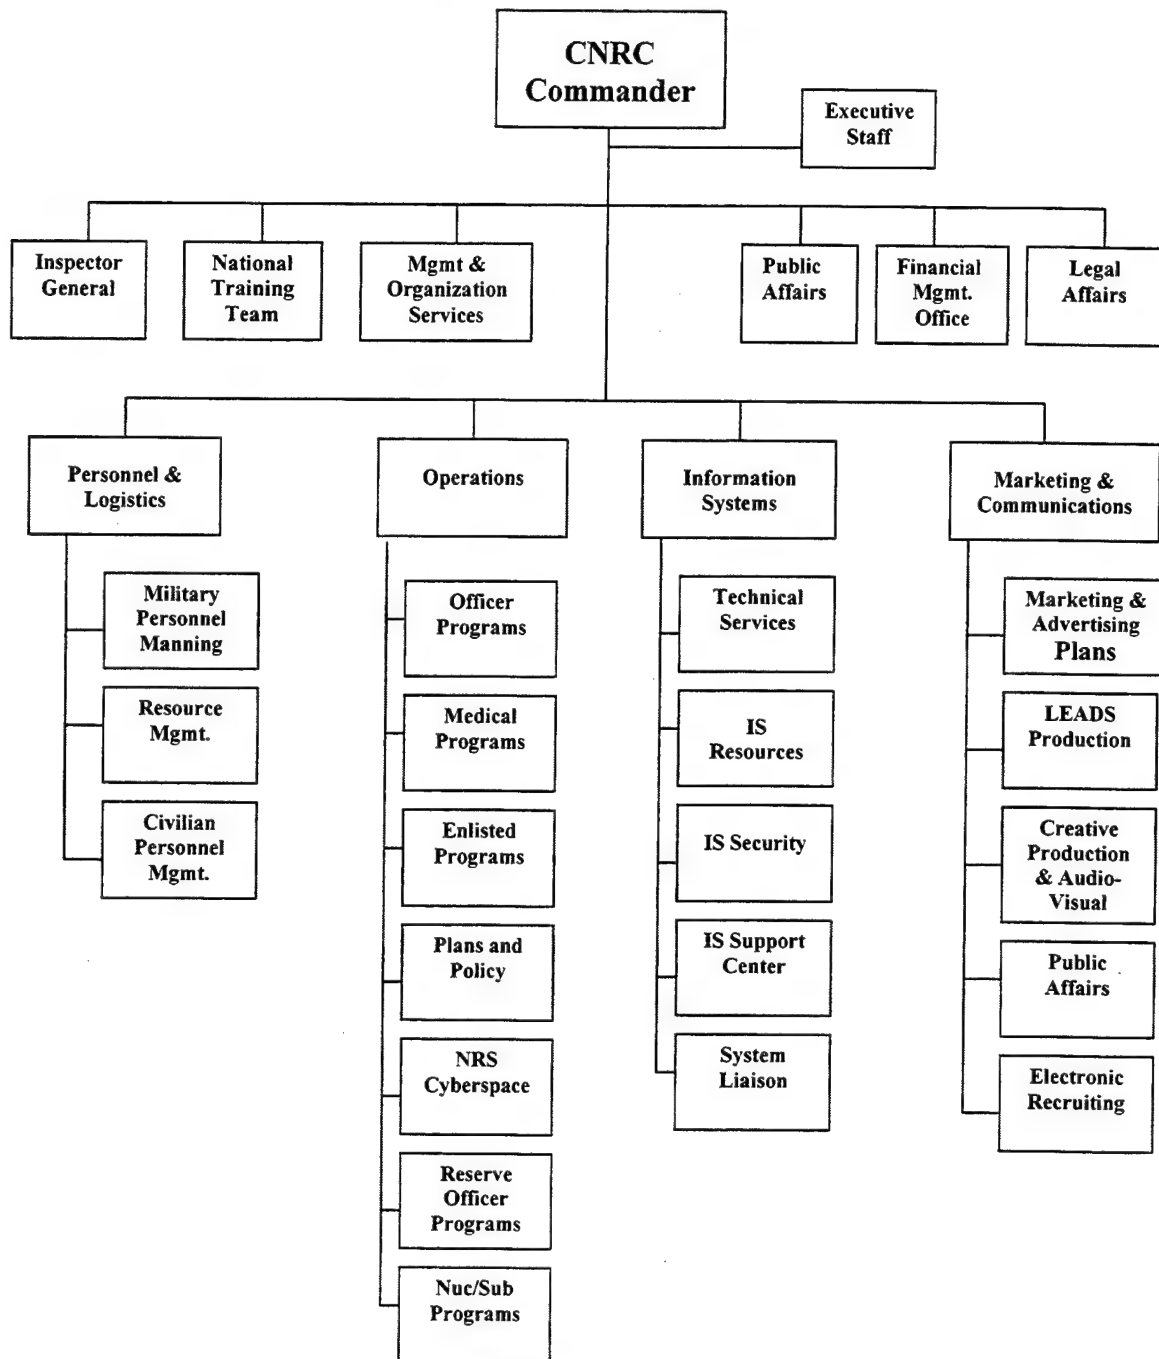 CNRC
Commander
Executive
Staff
Inspector
General
National
Training
Team
Mgmt &
Organization
Services
Public
Affairs
Financial
Mgmt.
Office
Legal
Affairs
Personnel &
Logistics
Operations
Information
Systems
Marketing &
Communications
Military
Personnel
Manning
Resource
Mgmt.
Civilian
Personnel
Mgmt.
Officer
Programs
Medical
Programs
Enlisted
Programs
Plans and
Policy
NRS
Cyberspace
Reserve
Officer
Programs
Nuc/Sub
Programs
Technical
Services
IS
Resources
IS Security
IS Support
Center
System
Liaison
Marketing &
Advertising
Plans
LEADS
Production
Creative
Production
& Audio-
Visual
Public
Affairs
Electronic
Recruiting